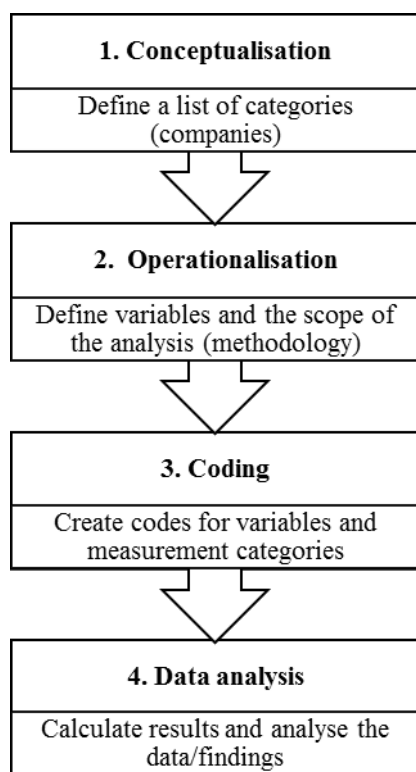 1. Conceptualisation
Define a list of categories
(companies)
2. Operationalisation
Define variables and the scope of
the analysis (methodology)
3. Coding
Create codes for variables and
measurement categories
4. Data analysis
Calculate results and analyse the
data/findings